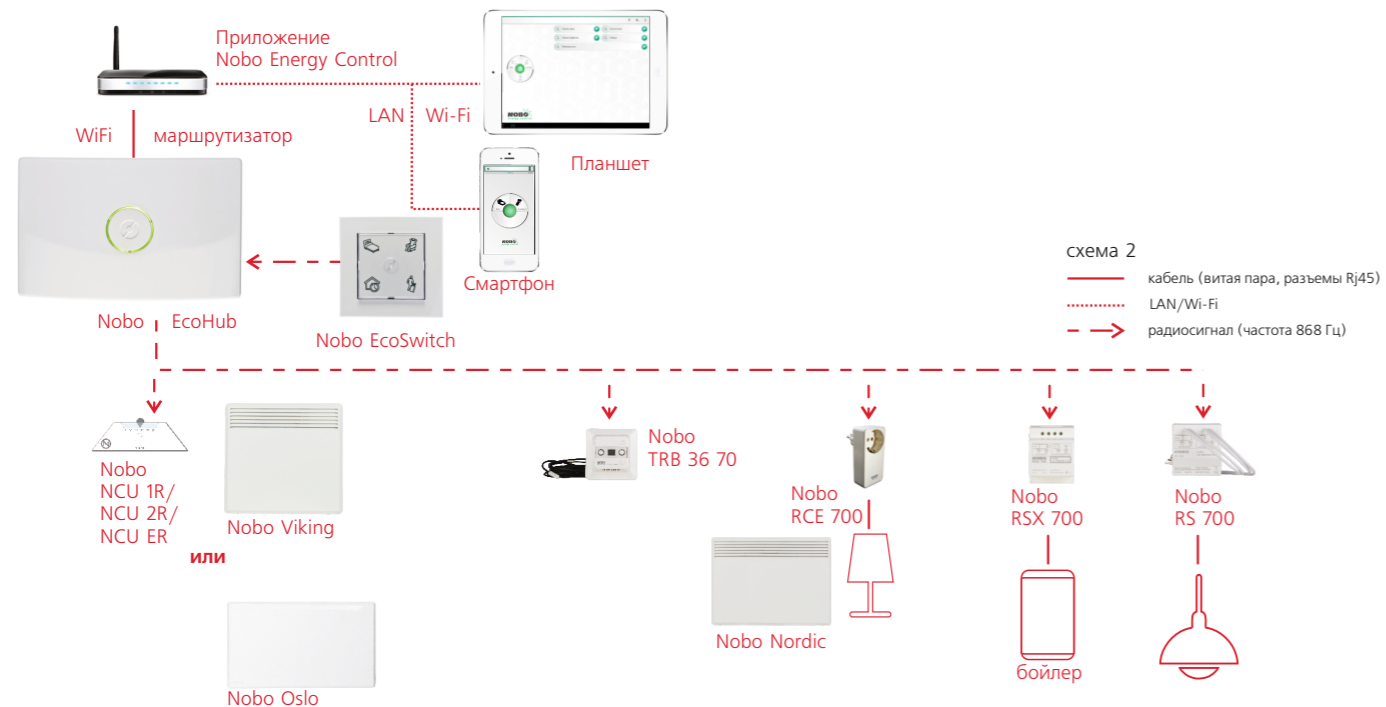 Приложение
Nobo Energy Control
LAN
Wi-Fi
WiFi
маршрутизатор
NOBO
Планшет
NOBO
Смартфон
Nobo EcoHub
Nobo EcoSwitch
схема 2
кабель (витая пара, разъемы Rj45)
LAN/Wi-Fi
радиосигнал (частота 868 Гц)
Nobo
NCU 1R/
NCU 2R/
NCU ER
или
Nobo Viking
Nobo Oslo
Nobo
TRB 36 70
Nobo
RCE 700
Nobo Nordic
Nobo
RSX 700
бойлер
Nobo
RS 700